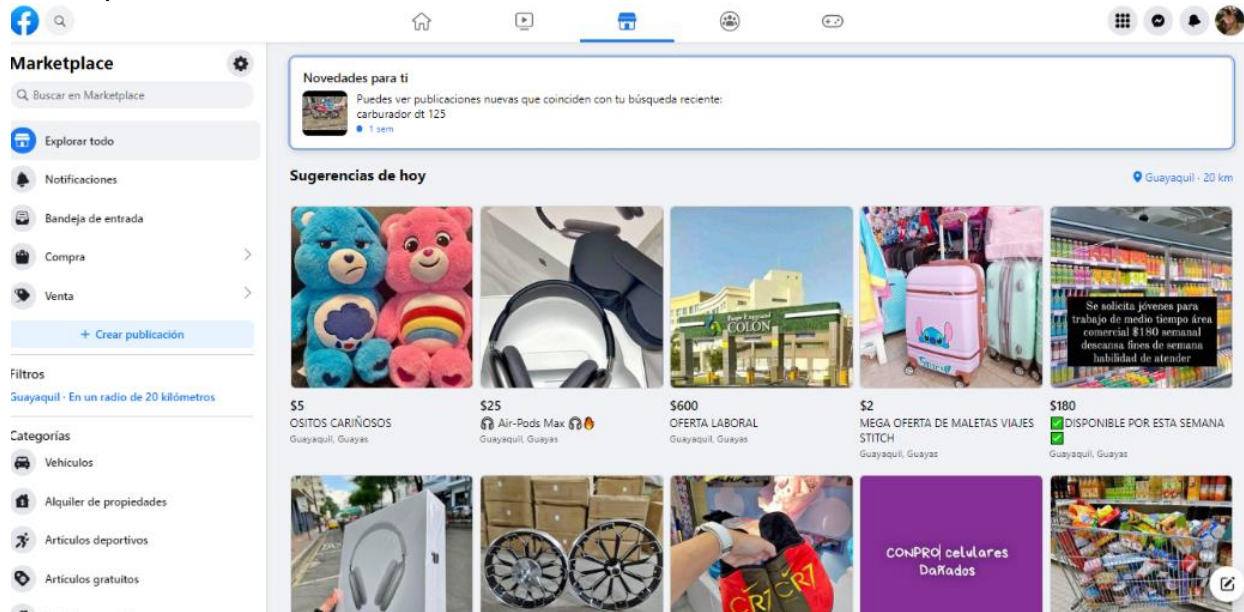 Marketplace
Buscar en Marketplace
Explorar todo
Notificaciones
Bandeja de entrada
Compra
Venta
+ Crear publicación
Filtros
Guayaquil · En un radio de 20 kilómetros
Categorías
Vehículos
Alquiler de propiedades
Artículos deportivos
Artículos gratuitos
Novedades para ti
Puedes ver publicaciones nuevas que coinciden con tu búsqueda reciente:
carburador dt 125
1 sem
Sugerencias de hoy
Guayaquil · 20 km
COLON
Stitch
Se solicita jóvenes para
trabajo de medio tiempo área
comercial $180 semanal
descansa fines de semana
habilidad de atender
$5
OSITOS CARIÑOSOS
Guayaquil, Guayas
$25
🎧 Air-Pods Max 🎧🔥
Guayaquil, Guayas
$600
OFERTA LABORAL
Guayaquil, Guayas
$2
MEGA OFERTA DE MALETAS VIAJES
STITCH
Guayaquil, Guayas
$180
✅DISPONIBLE POR ESTA SEMANA
✅
Guayaquil, Guayas
CR7
CR7
CONPRO celulares
Dañados